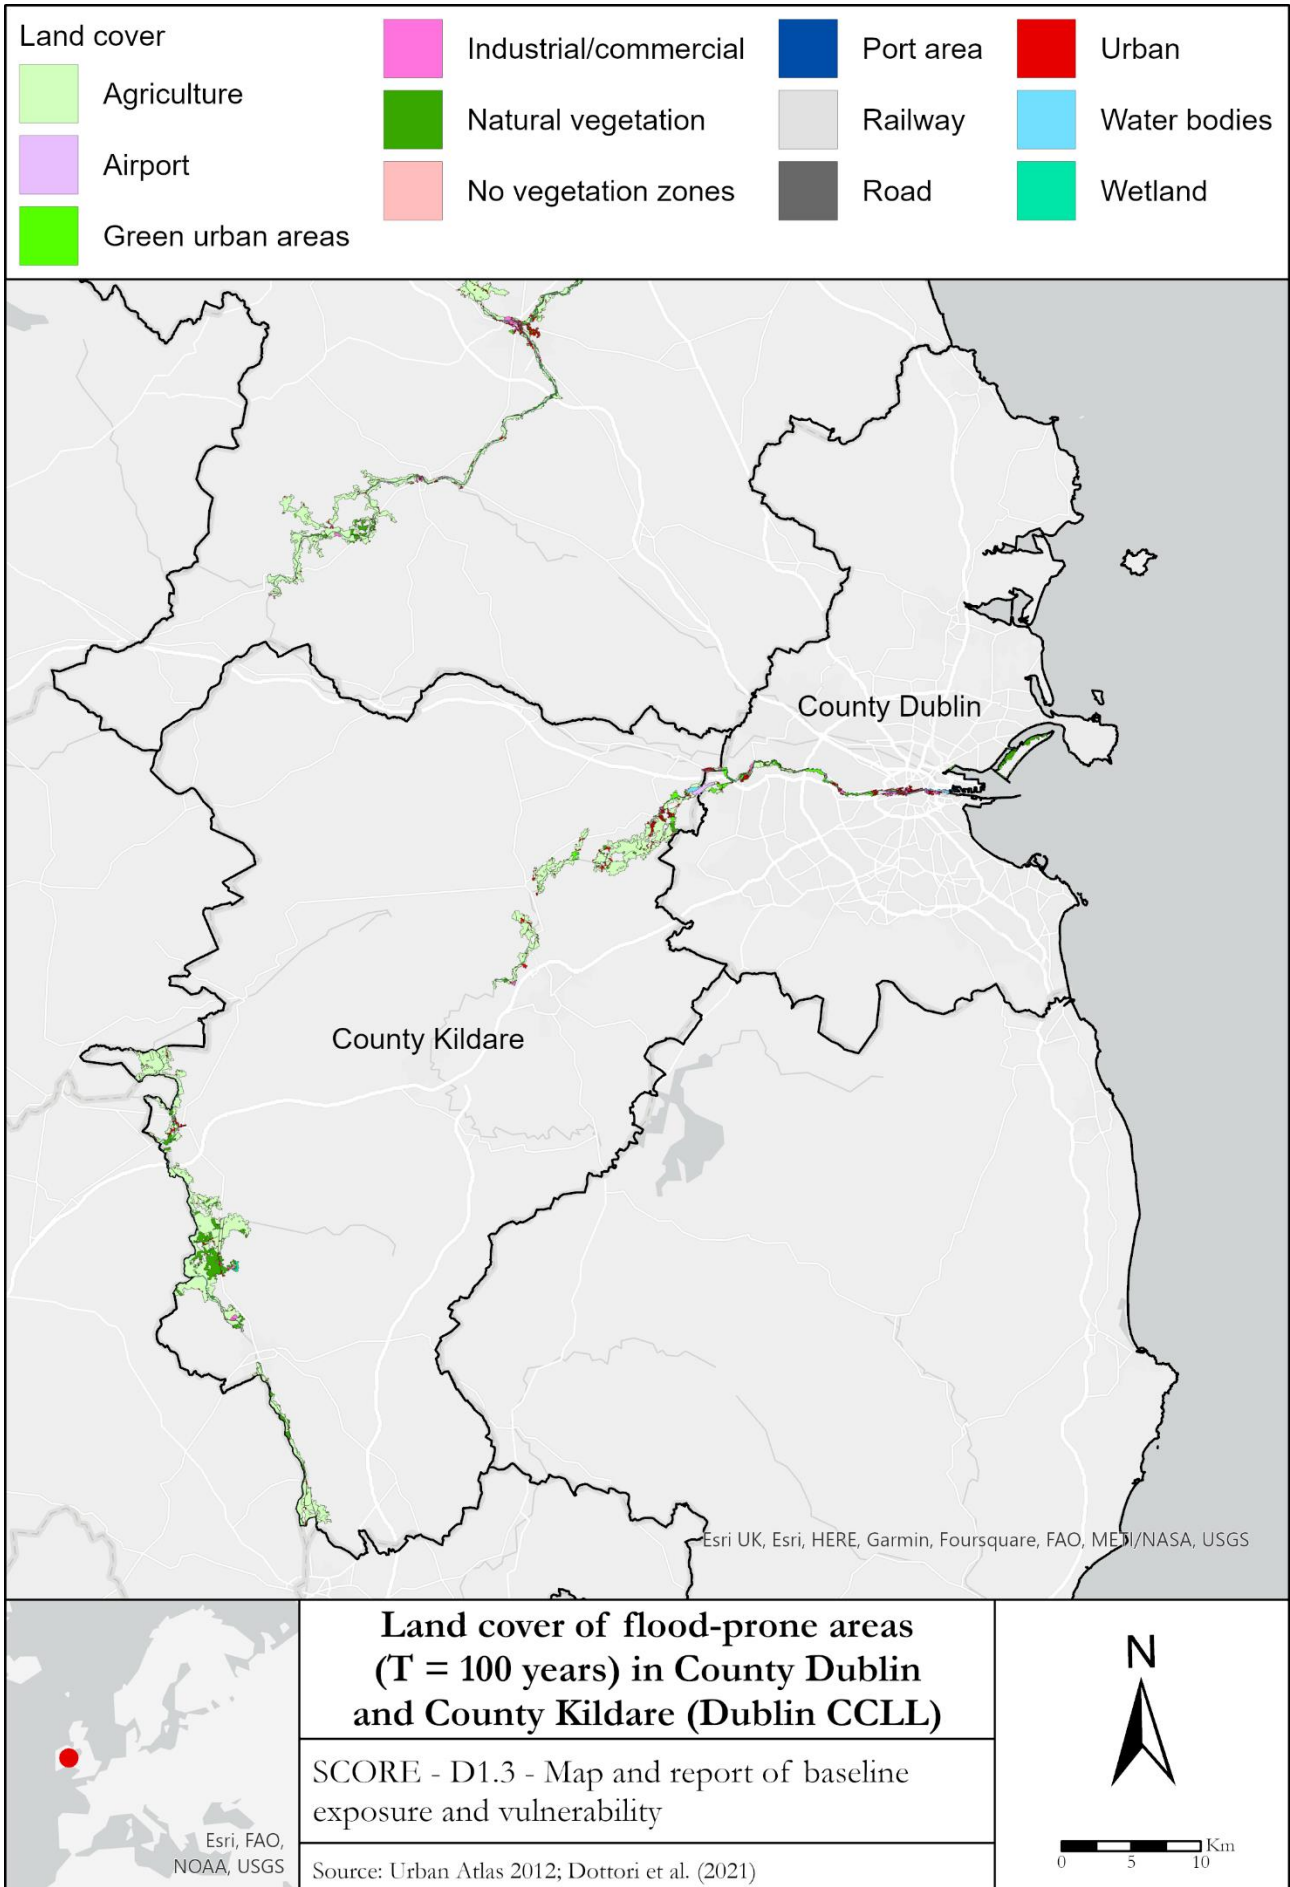 Land cover
Agriculture
Airport
Green urban areas
Industrial/commercial
Natural vegetation
No vegetation zones
Port area
Railway
Road
Urban
Water bodies
Wetland
County Dublin
County Kildare
Esri UK, Esri, HERE, Garmin, Foursquare, FAO, METI/NASA, USGS
Esri, FAO,
NOAA, USGS
Land cover of flood-prone areas
(T = 100 years) in County Dublin
and County Kildare (Dublin CCLL)
SCORE - D1.3 - Map and report of baseline
exposure and vulnerability
Source: Urban Atlas 2012; Dottori et al. (2021)
N
Km
0 5 10